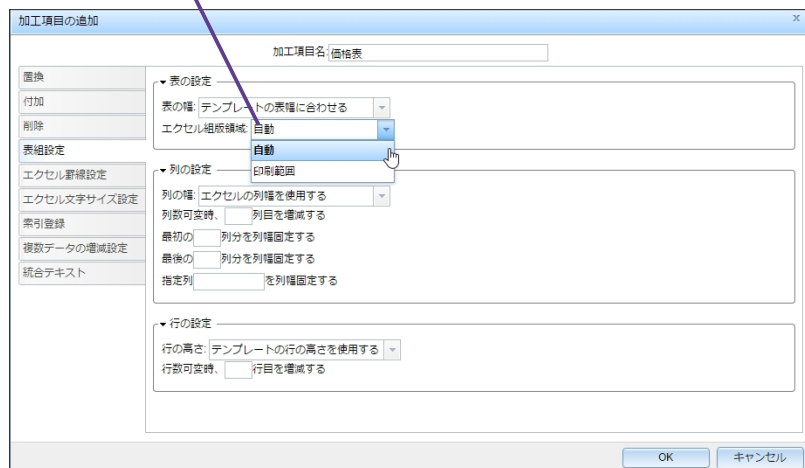 加工項目の追加
x
加工項目名:価格表
置換
付加
削除
表組設定
エクセル罫線設定
エクセル文字サイズ設定
索引登録
複数データの増減設定
統合テキスト
▼表の設定
表の幅:テンプレートの表幅に合わせる
エクセル組版領域:自動
自動
印刷範囲
▼列の設定
列の幅:エクセルの列幅を使用する
列数可変時、 列目を増減する
最初の 列分を列幅固定する
最後の 列分を列幅固定する
指定列 を列幅固定する
▼行の設定
行の高さ:テンプレートの行の高さを使用する
行数可変時、 行目を増減する
OK
キャンセル